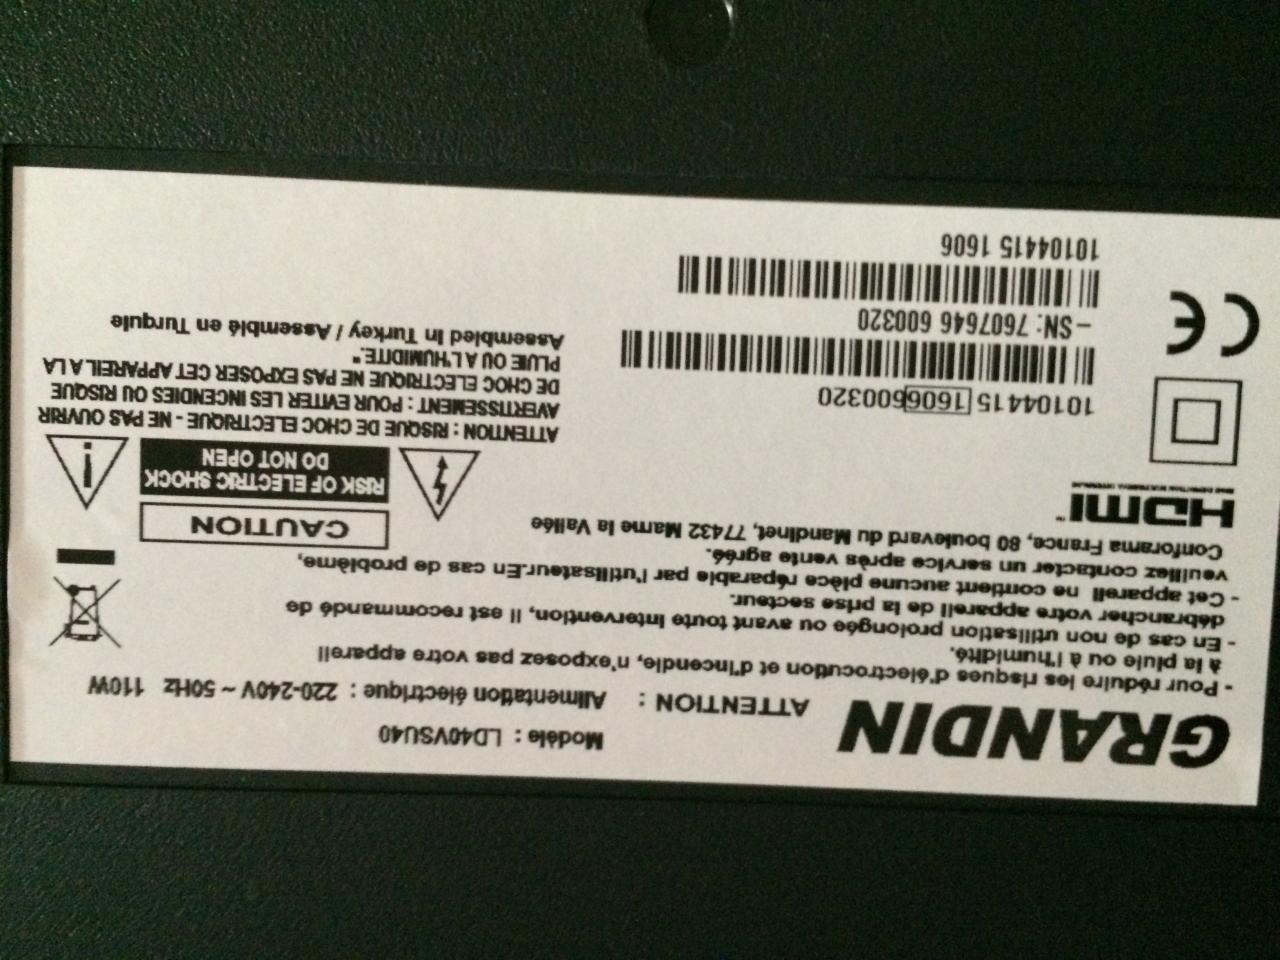 GRANDIN
Modèle : LD40VSU40
ATTENTION : Alimentation électrique : 220-240V ~ 50Hz 110W
- Pour réduire les risques d'électrocution et d'incendie, n'exposez pas votre appareil
à la pluie ou à l'humidité.
- En cas de non utilisation prolongée ou avant toute intervention, il est recommandé de
débrancher votre appareil de la prise secteur.
- Cet appareil ne contient aucune pièce réparable par l'utilisateur.En cas de problème,
veuillez contacter un service après vente agréé.
Conforama France, 80 boulevard du Mandinet, 77432 Marne la Vallée
HDMI™
CAUTION
RISK OF ELECTRIC SHOCK
DO NOT OPEN
ATTENTION : RISQUE DE CHOC ELECTRIQUE - NE PAS OUVRIR
AVERTISSEMENT : POUR EVITER LES INCENDIES OU RISQUE
DE CHOC ELECTRIQUE NE PAS EXPOSER CET APPAREIL A LA
PLUIE OU A L'HUMIDITE."
Assembled in Turkey / Assemblé en Turquie
10104415 1606600320
-SN: 7607646 600320
10104415 1606
CE